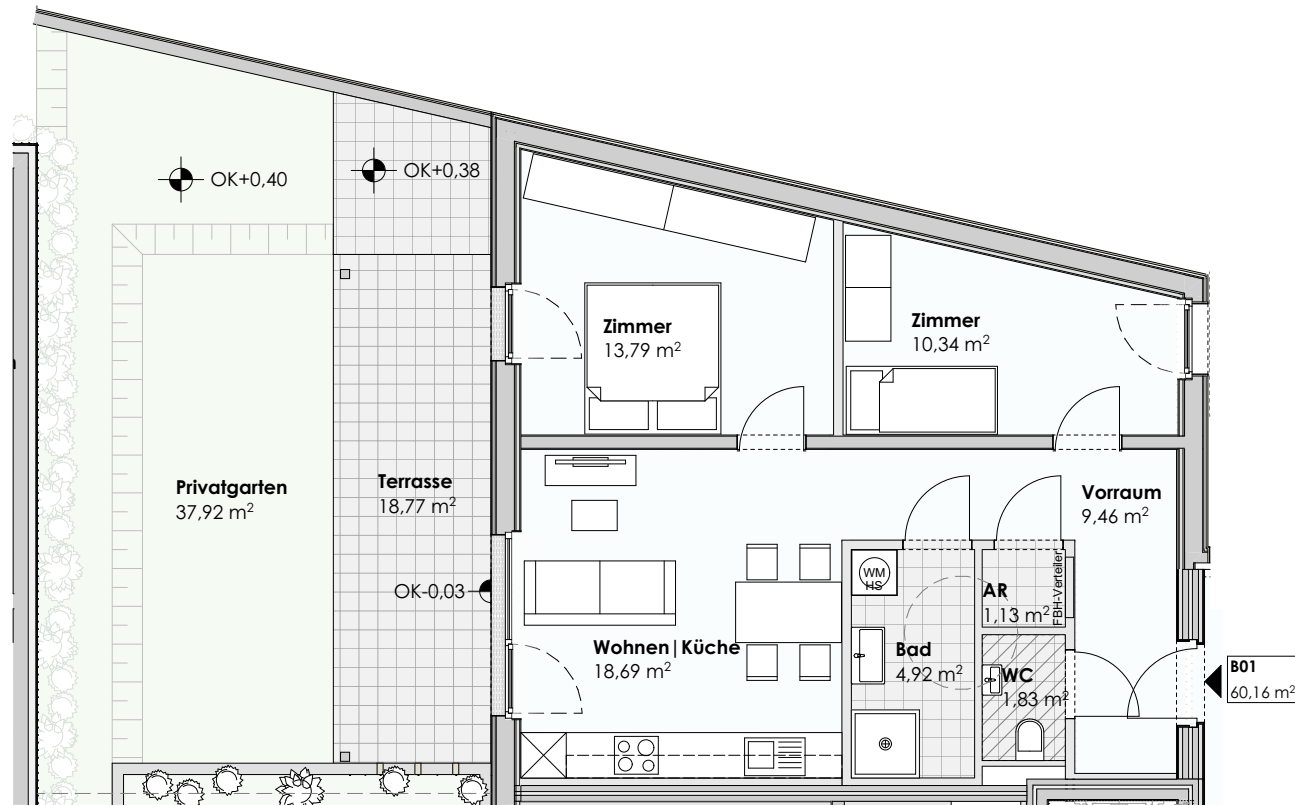 OK+0,40
OK+0,38
Zimmer
13,79 m²
Zimmer
10,34 m²
Privatgarten
37,92 m²
Terrasse
18,77 m²
Vorraum
9,46 m²
OK-0,03
WM
HS
AR
1,13 m²
FBH-Verteiler
Wohnen|Küche
18,69 m²
Bad
4,92 m²
WC
1,83 m²
B01
60,16 m²